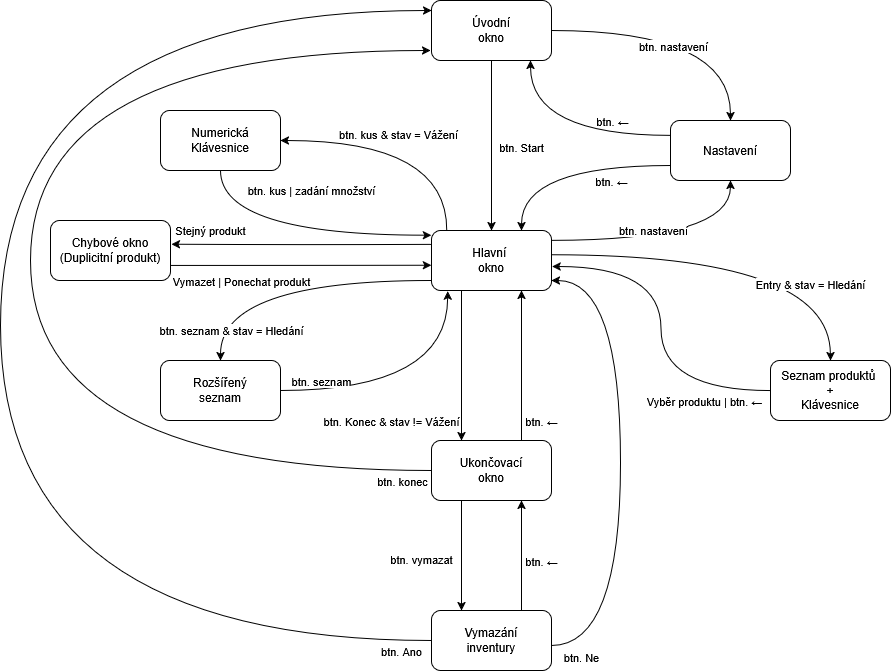 Úvodní
okno
btn. nastavení
btn. ←
Numerická
Klávesnice
btn. kus & stav = Vážení
btn. Start
Nastavení
btn. kus | zadání množství
btn. ←
Stejný produkt
btn. nastavení
Chybové okno
(Duplicitní produkt)
Hlavní
okno
Vymazet | Ponechat produkt
Entry & stav = Hledání
btn. seznam & stav = Hledání
Rozšířený
seznam
btn. seznam
Seznam produktů
+
Klávesnice
Vyběr produktu | btn. ←
btn. Konec & stav != Vážení
btn. ←
Ukončovací
okno
btn. konec
btn. vymazat
btn. ←
Vymazání
inventury
btn. Ano
btn. Ne